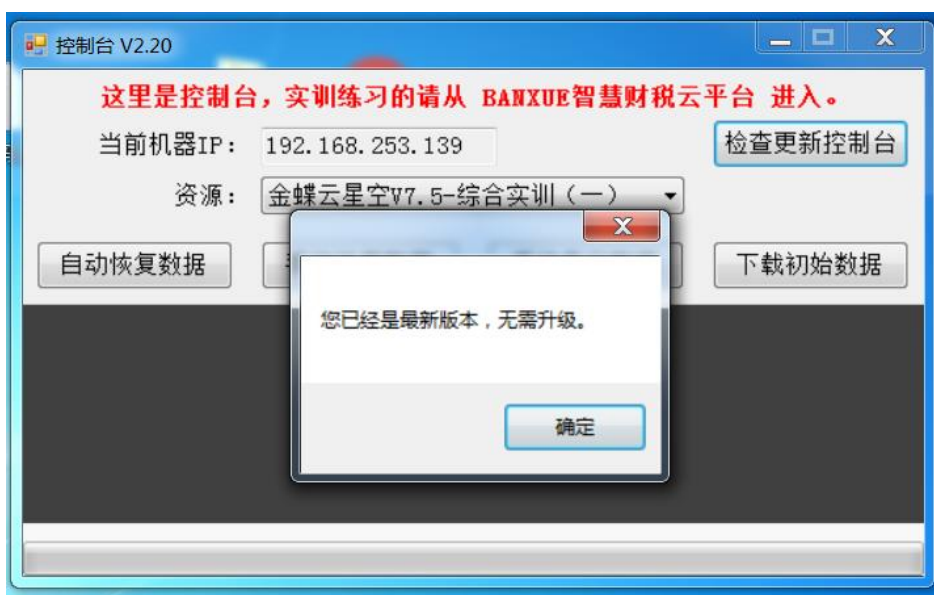 控制台 V2.20
这里是控制台，实训练习的请从 BANXUE智慧财税云平台 进入。
当前机器IP： 192.168.253.139 检查更新控制台
资源： 金蝶云星空V7.5-综合实训（一）
自动恢复数据 下载初始数据
您已经是最新版本，无需升级。
确定